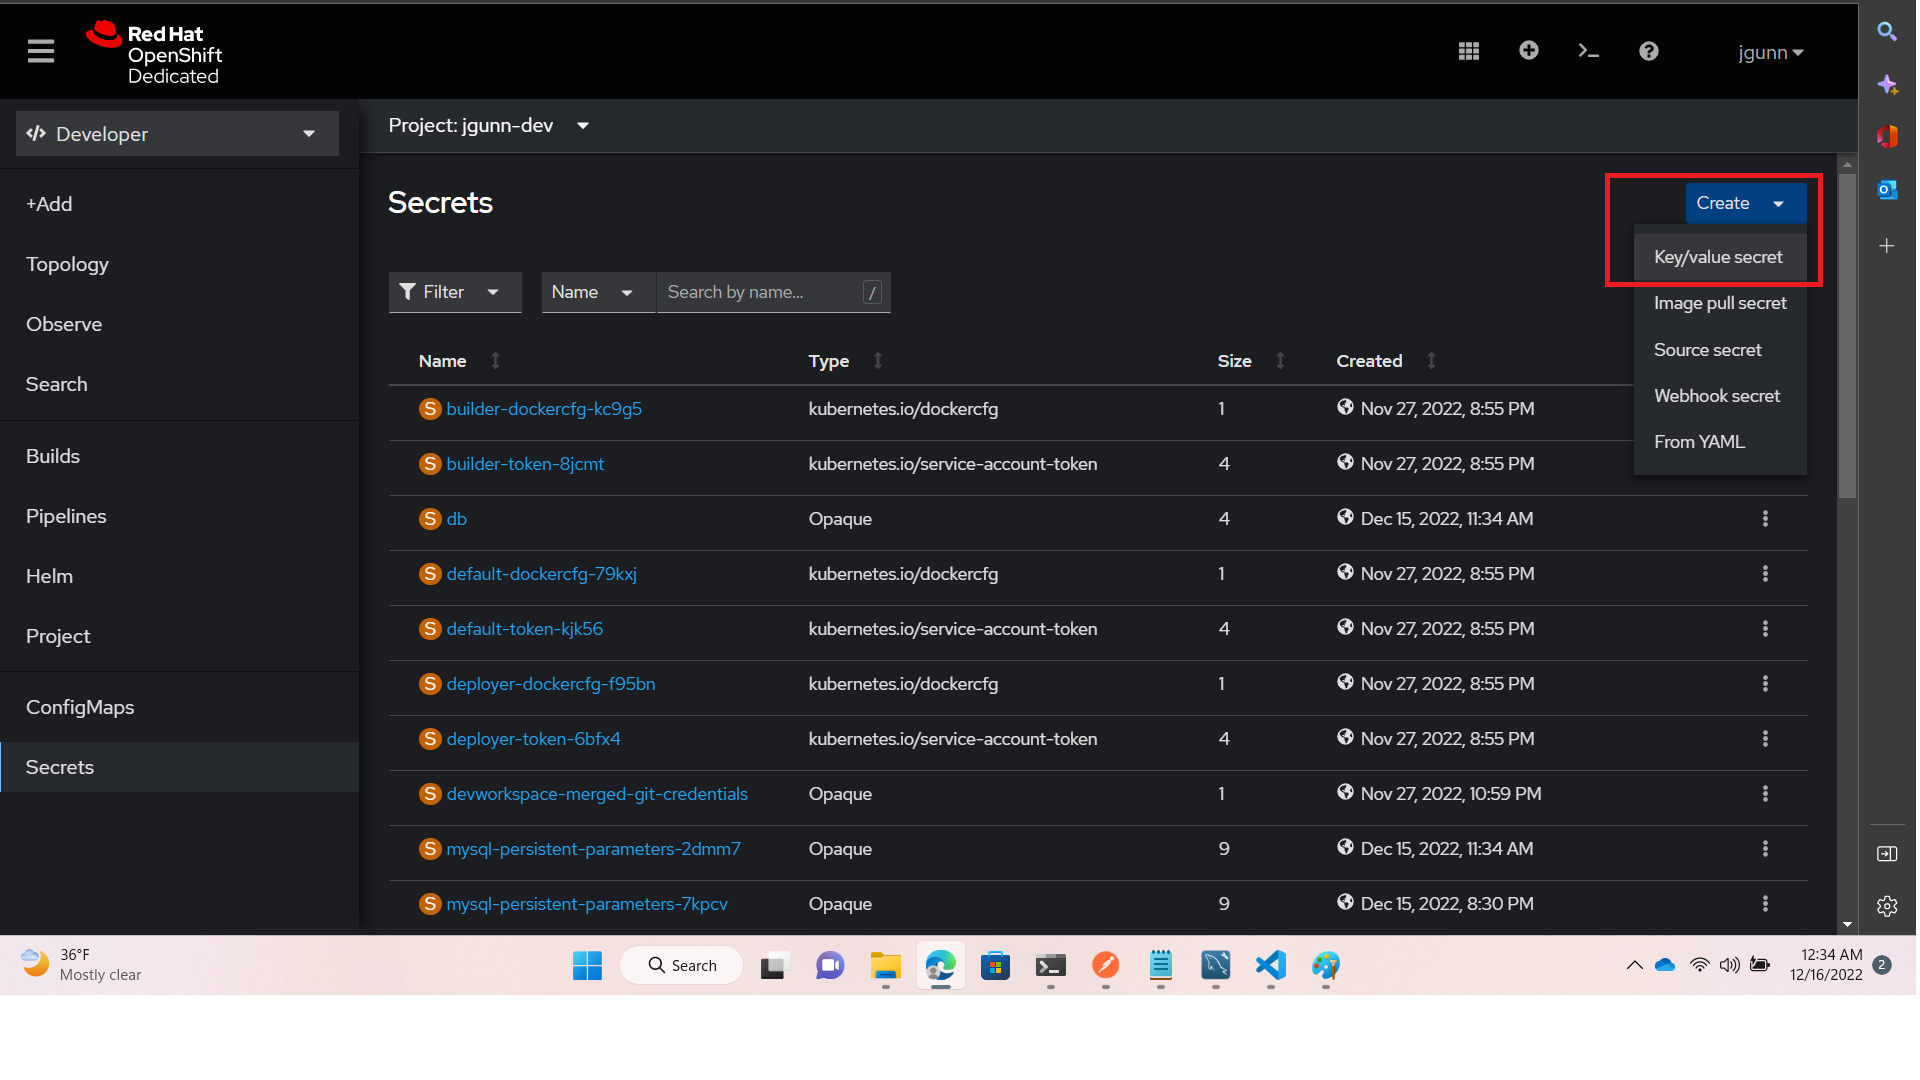 Red Hat
OpenShift
Dedicated
jgunn
Developer
Project: jgunn-dev
+Add
Topology
Observe
Search
Builds
Pipelines
Helm
Project
ConfigMaps
Secrets
Secrets
Create
Key/value secret
Image pull secret
Source secret
Webhook secret
From YAML
Filter Name Search by name... /
Name Type Size Created
S builder-dockercfg-kc9g5 kubernetes.io/dockercfg 1 Nov 27, 2022, 8:55 PM
S builder-token-8jcmt kubernetes.io/service-account-token 4 Nov 27, 2022, 8:55 PM
S db Opaque 4 Dec 15, 2022, 11:34 AM
S default-dockercfg-79kxj kubernetes.io/dockercfg 1 Nov 27, 2022, 8:55 PM
S default-token-kjk56 kubernetes.io/service-account-token 4 Nov 27, 2022, 8:55 PM
S deployer-dockercfg-f95bn kubernetes.io/dockercfg 1 Nov 27, 2022, 8:55 PM
S deployer-token-6bfx4 kubernetes.io/service-account-token 4 Nov 27, 2022, 8:55 PM
S devworkspace-merged-git-credentials Opaque 1 Nov 27, 2022, 10:59 PM
S mysql-persistent-parameters-2dmm7 Opaque 9 Dec 15, 2022, 11:34 AM
S mysql-persistent-parameters-7kpcv Opaque 9 Dec 15, 2022, 8:30 PM
36°F
Mostly clear
Search
12:34 AM
12/16/2022
2